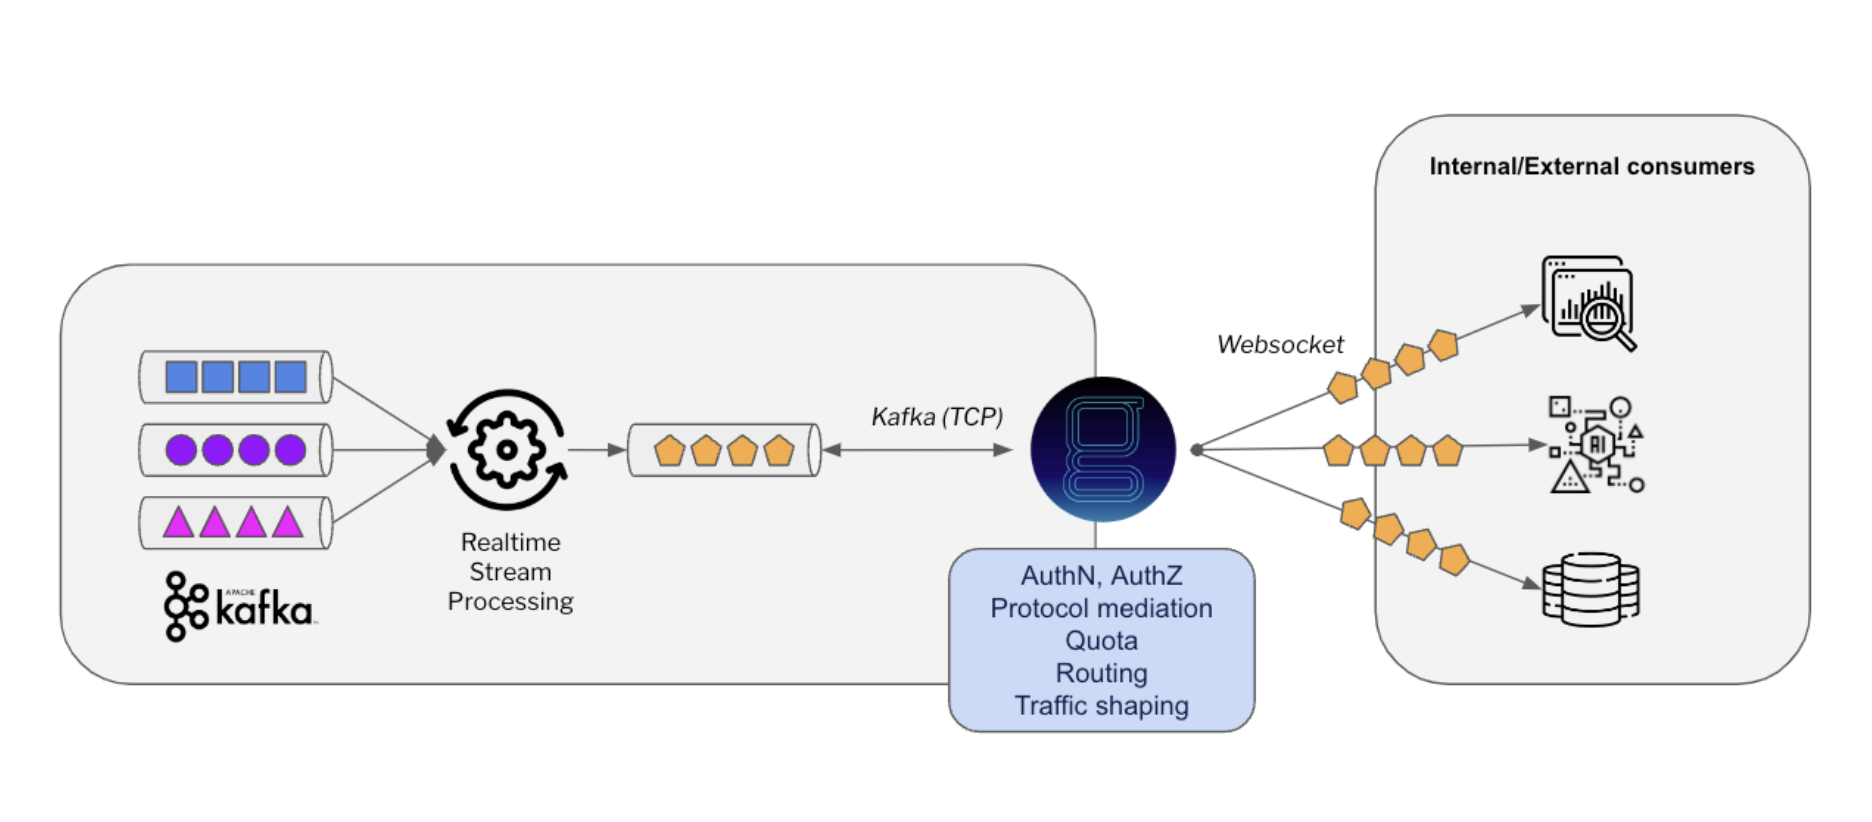 Internal/External consumers
Websocket
Kafka (TCP)
AI
Realtime
Stream
Processing
APACHE
kafka
AuthN, AuthZ
Protocol mediation
Quota
Routing
Traffic shaping